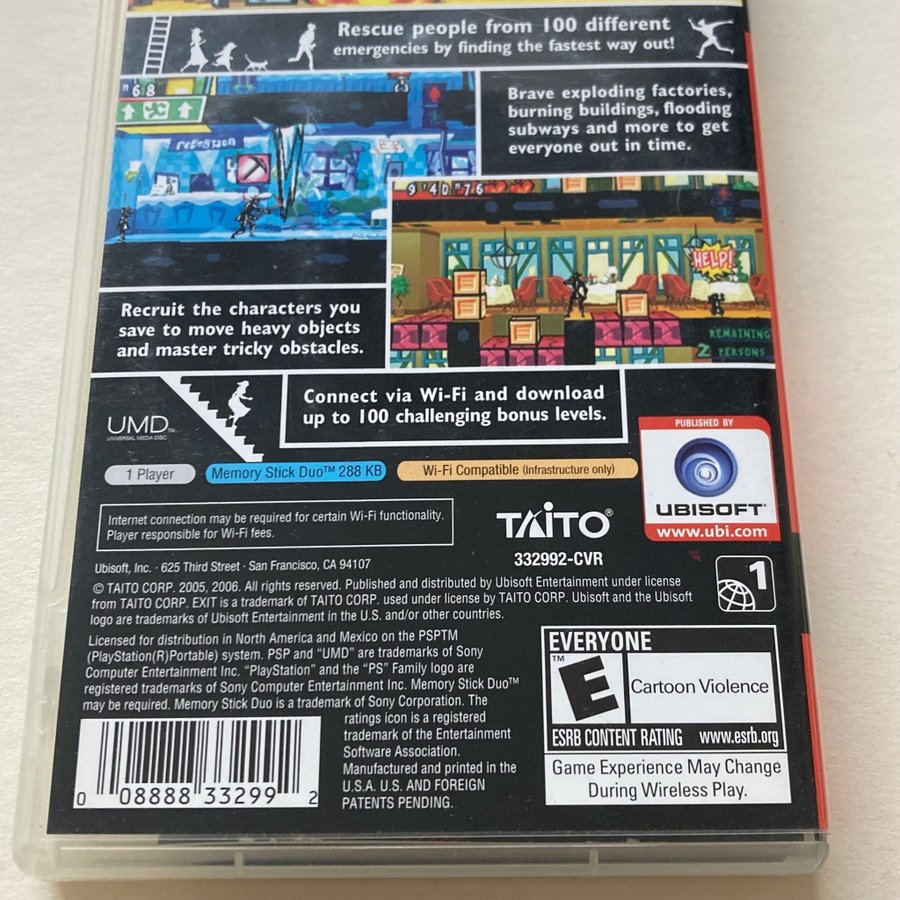 Rescue people from 100 different
emergencies by finding the fastest way out!
Brave exploding factories,
burning buildings, flooding
subways and more to get
everyone out in time.
"68
9'40"76
HELP!
REMAINING
2 PERSONS
Recruit the characters you
save to move heavy objects
and master tricky obstacles.
Connect via Wi-Fi and download
up to 100 challenging bonus levels.
UMD™
UNIVERSAL MEDIA DISC
1 Player
Memory Stick Duo™ 288 KB
Wi-Fi Compatible (Infrastructure only)
PUBLISHED BY
UBISOFT®
www.ubi.com
Internet connection may be required for certain Wi-Fi functionality.
Player responsible for Wi-Fi fees.
TAITO®
332992-CVR
Ubisoft, Inc. · 625 Third Street · San Francisco, CA 94107
© TAITO CORP. 2005, 2006. All rights reserved. Published and distributed by Ubisoft Entertainment under license
from TAITO CORP. EXIT is a trademark of TAITO CORP. used under license by TAITO CORP. Ubisoft and the Ubisoft
logo are trademarks of Ubisoft Entertainment in the U.S. and/or other countries.
1
Licensed for distribution in North America and Mexico on the PSPTM
(PlayStation(R)Portable) system. PSP and "UMD" are trademarks of Sony
Computer Entertainment Inc. "PlayStation" and the "PS" Family logo are
registered trademarks of Sony Computer Entertainment Inc. Memory Stick Duo™
may be required. Memory Stick Duo is a trademark of Sony Corporation. The
ratings icon is a registered
trademark of the Entertainment
Software Association.
Manufactured and printed in the
U.S.A. U.S. AND FOREIGN
PATENTS PENDING.
EVERYONE
™
E
Cartoon Violence
ESRB CONTENT RATING www.esrb.org
Game Experience May Change
During Wireless Play.
0 08888 33299 2